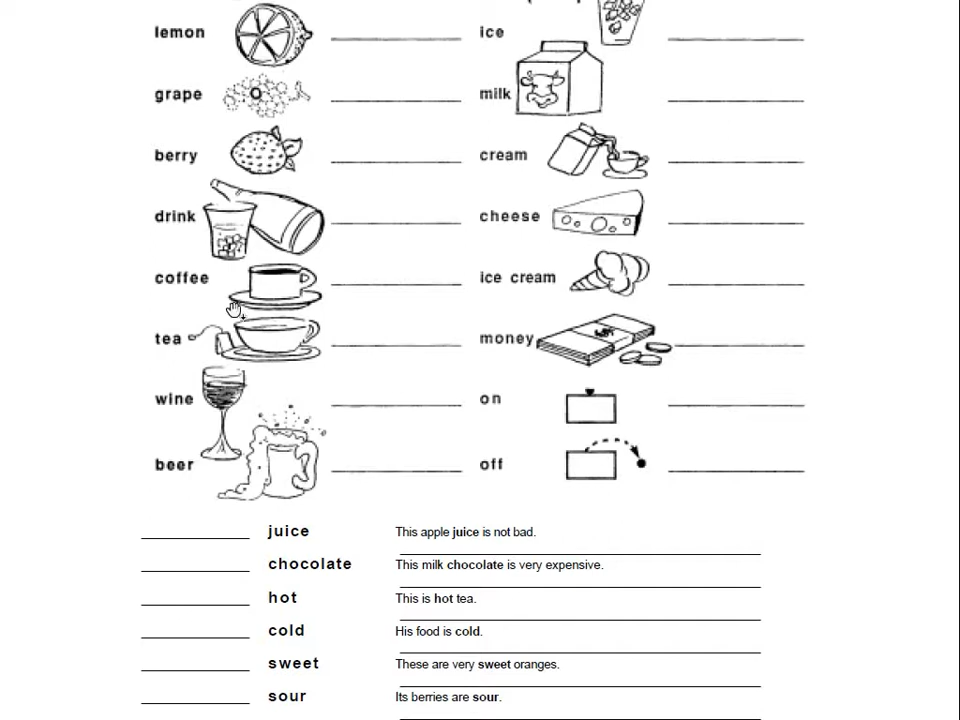 lemon
ice
grape
milk
berry
cream
drink
cheese
coffee
ice cream
tea
money
wine
on
beer
off
juice This apple juice is not bad.
chocolate This milk chocolate is very expensive.
hot This is hot tea.
cold His food is cold.
sweet These are very sweet oranges.
sour Its berries are sour.